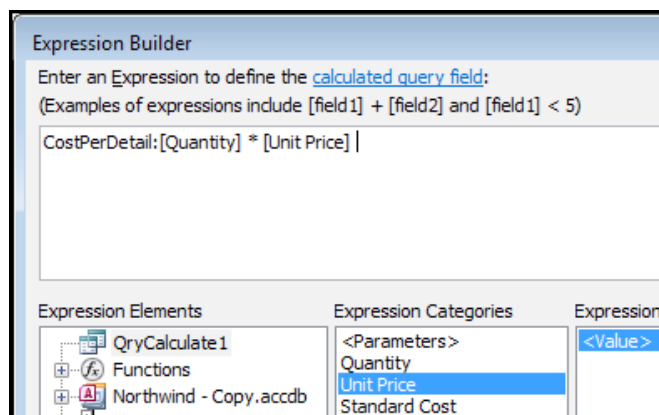 Expression Builder
Enter an Expression to define the calculated query field:
(Examples of expressions include [field1] + [field2] and [field1] < 5)
CostPerDetail:[Quantity] * [Unit Price]
Expression Elements
Expression Categories
Expression
QryCalculate1
<Parameters>
<Value>
Functions
Quantity
Unit Price
Northwind - Copy.accdb
Standard Cost